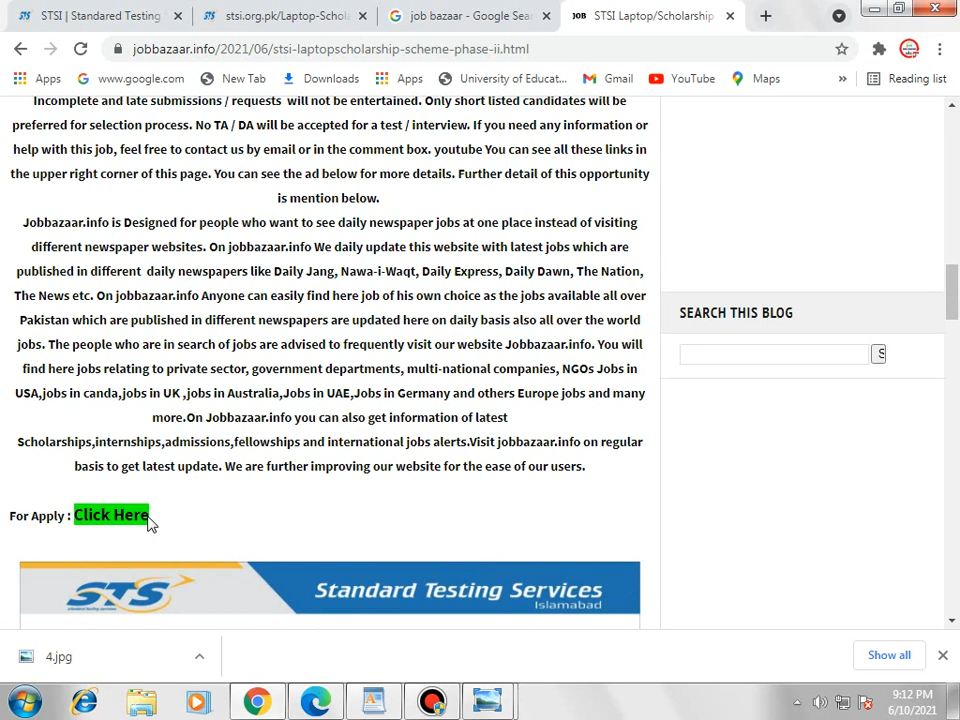 STSI | Standared Testing
stsi.org.pk/Laptop-Schol
job bazaar - Google Sea
JOB STSI Laptop/Scholarship
jobbazaar.info/2021/06/stsi-laptopscholarship-scheme-phase-ii.html
Apps www.google.com New Tab Downloads Apps University of Educat... Gmail YouTube Maps » Reading list
Incomplete and late submissions / requests will not be entertained. Only short listed candidates will be
preferred for selection process. No TA / DA will be accepted for a test / interview. If you need any information or
help with this job, feel free to contact us by email or in the comment box. youtube You can see all these links in
the upper right corner of this page. You can see the ad below for more details. Further detail of this opportunity
is mention below.
Jobbazaar.info is Designed for people who want to see daily newspaper jobs at one place instead of visiting
different newspaper websites. On jobbazaar.info We daily update this website with latest jobs which are
published in different daily newspapers like Daily Jang, Nawa-i-Waqt, Daily Express, Daily Dawn, The Nation,
The News etc. On jobbazaar.info Anyone can easily find here job of his own choice as the jobs available all over
Pakistan which are published in different newspapers are updated here on daily basis also all over the world
jobs. The people who are in search of jobs are advised to frequently visit our website Jobbazaar.info. You will
find here jobs relating to private sector, government departments, multi-national companies, NGOs Jobs in
USA,jobs in canda,jobs in UK ,jobs in Australia,Jobs in UAE,Jobs in Germany and others Europe jobs and many
more.On Jobbazaar.info you can also get information of latest
Scholarships,internships,admissions,fellowships and international jobs alerts.Visit jobbazaar.info on regular
basis to get latest update. We are further improving our website for the ease of our users.
For Apply : Click Here
SEARCH THIS BLOG
S
STS
Standard Testing Services
Islamabad
4.jpg
Show all
9:12 PM
6/10/2021